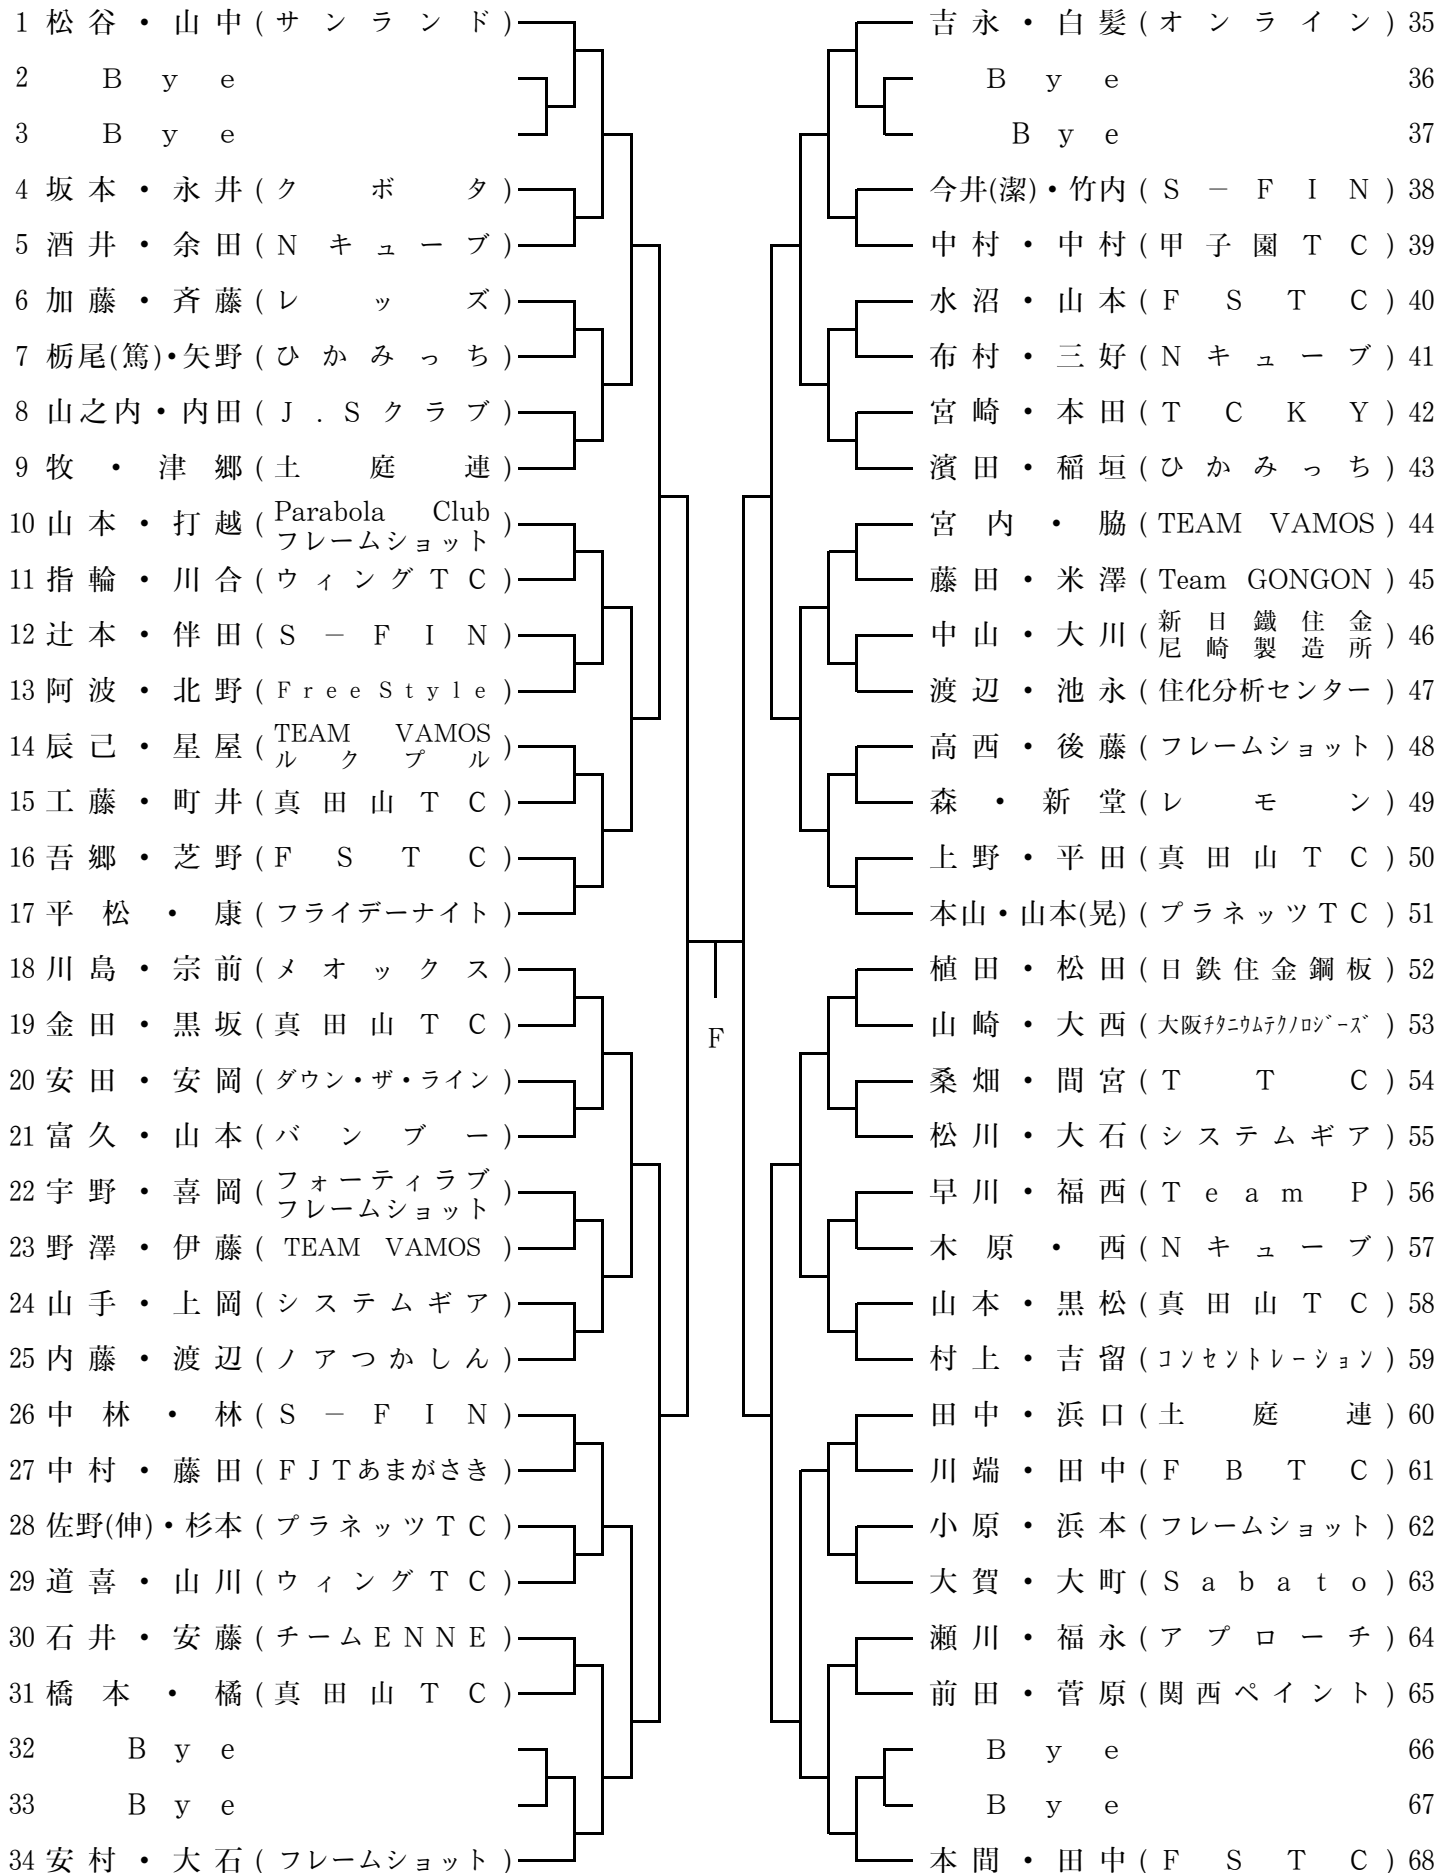 1 松谷・山中(サンランド)
2 Bye
3 Bye
4 坂本・永井(クボタ)
5 酒井・余田(Nキューブ)
6 加藤・斉藤(レッズ)
7 栃尾(篤)・矢野(ひかみっち)
8 山之内・内田(J.Sクラブ)
9 牧・津郷(土庭連)
10 山本・打越(Parabola Club フレームショット)
11 指輪・川合(ウィングTC)
12 辻本・伴田(S－FIN)
13 阿波・北野(FreeStyle)
14 辰己・星屋(TEAM VAMOS ルクプル)
15 工藤・町井(真田山TC)
16 吾郷・芝野(FSTC)
17 平松・康(フライデーナイト)
18 川島・宗前(メオックス)
19 金田・黒坂(真田山TC)
20 安田・安岡(ダウン・ザ・ライン)
21 富久・山本(バンブー)
22 宇野・喜岡(フォーティラブ フレームショット)
23 野澤・伊藤(TEAM VAMOS)
24 山手・上岡(システムギア)
25 内藤・渡辺(ノアつかしん)
26 中林・林(S－FIN)
27 中村・藤田(FJTあまがさき)
28 佐野(伸)・杉本(プラネッツTC)
29 道喜・山川(ウィングTC)
30 石井・安藤(チームENNE)
31 橋本・橘(真田山TC)
32 Bye
33 Bye
34 安村・大石(フレームショット)
F
吉永・白髪(オンライン)35
Bye 36
Bye 37
今井(潔)・竹内(S－FIN)38
中村・中村(甲子園TC)39
水沼・山本(FSTC)40
布村・三好(Nキューブ)41
宮崎・本田(TCKY)42
濱田・稲垣(ひかみっち)43
宮内・脇(TEAM VAMOS)44
藤田・米澤(Team GONGON)45
中山・大川(新日鐵住金 尼崎製造所)46
渡辺・池永(住化分析センター)47
高西・後藤(フレームショット)48
森・新堂(レモン)49
上野・平田(真田山TC)50
本山・山本(晃)(プラネッツTC)51
植田・松田(日鉄住金鋼板)52
山崎・大西(大阪ﾁﾀﾆｳﾑﾃｸﾉﾛｼﾞｰｽﾞ)53
桑畑・間宮(TTC)54
松川・大石(システムギア)55
早川・福西(Team P)56
木原・西(Nキューブ)57
山本・黒松(真田山TC)58
村上・吉留(コンセントレーション)59
田中・浜口(土庭連)60
川端・田中(FBTC)61
小原・浜本(フレームショット)62
大賀・大町(Sabato)63
瀬川・福永(アプローチ)64
前田・菅原(関西ペイント)65
Bye 66
Bye 67
本間・田中(FSTC)68